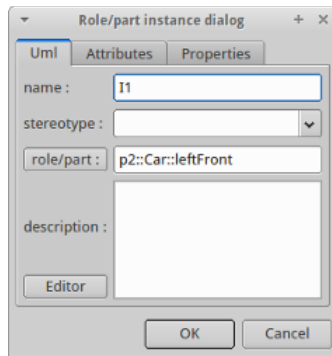 Role/part instance dialog
Uml Attributes Properties
name : I1
stereotype :
role/part : p2::Car::leftFront
description :
Editor
OK Cancel